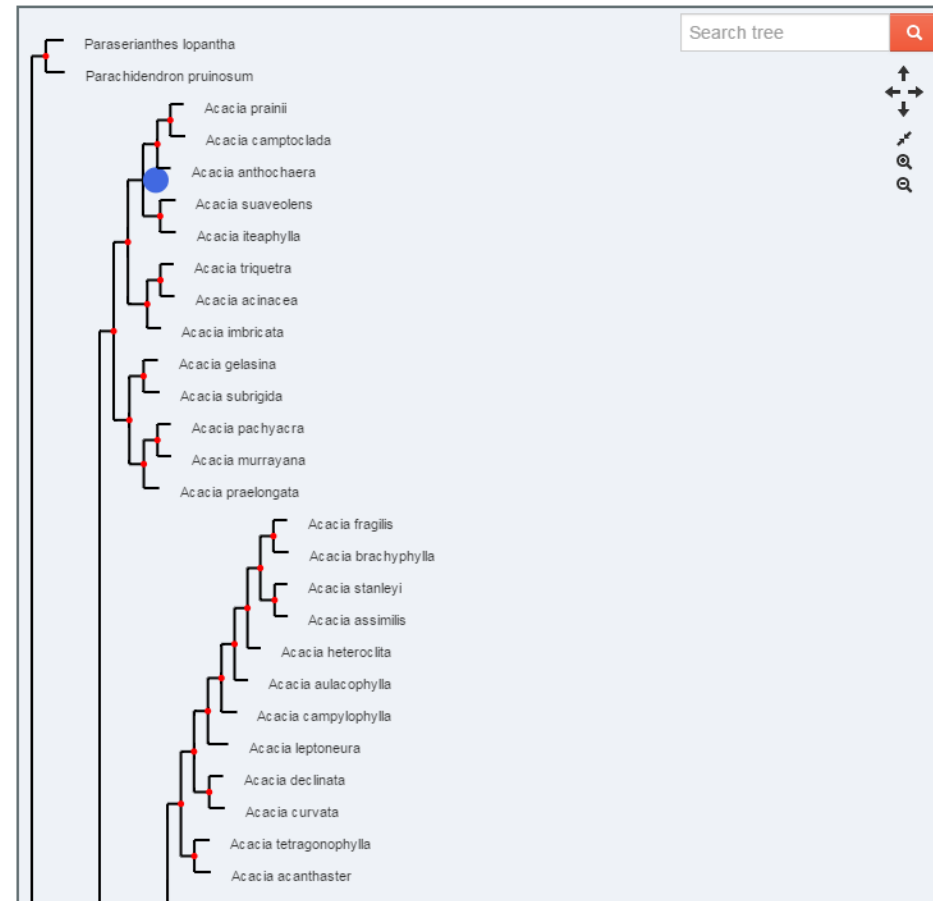 Search tree
Paraserianthes lopantha
Parachidendron pruinosum
Acacia prainii
Acacia camptoclada
Acacia anthochaera
Acacia suaveolens
Acacia iteaphylla
Acacia triquetra
Acacia acinacea
Acacia imbricata
Acacia gelasina
Acacia subrigida
Acacia pachyacra
Acacia murrayana
Acacia praelongata
Acacia fragilis
Acacia brachyphylla
Acacia stanleyi
Acacia assimilis
Acacia heteroclita
Acacia aulacophylla
Acacia campylophylla
Acacia leptoneura
Acacia declinata
Acacia curvata
Acacia tetragonophylla
Acacia acanthaster